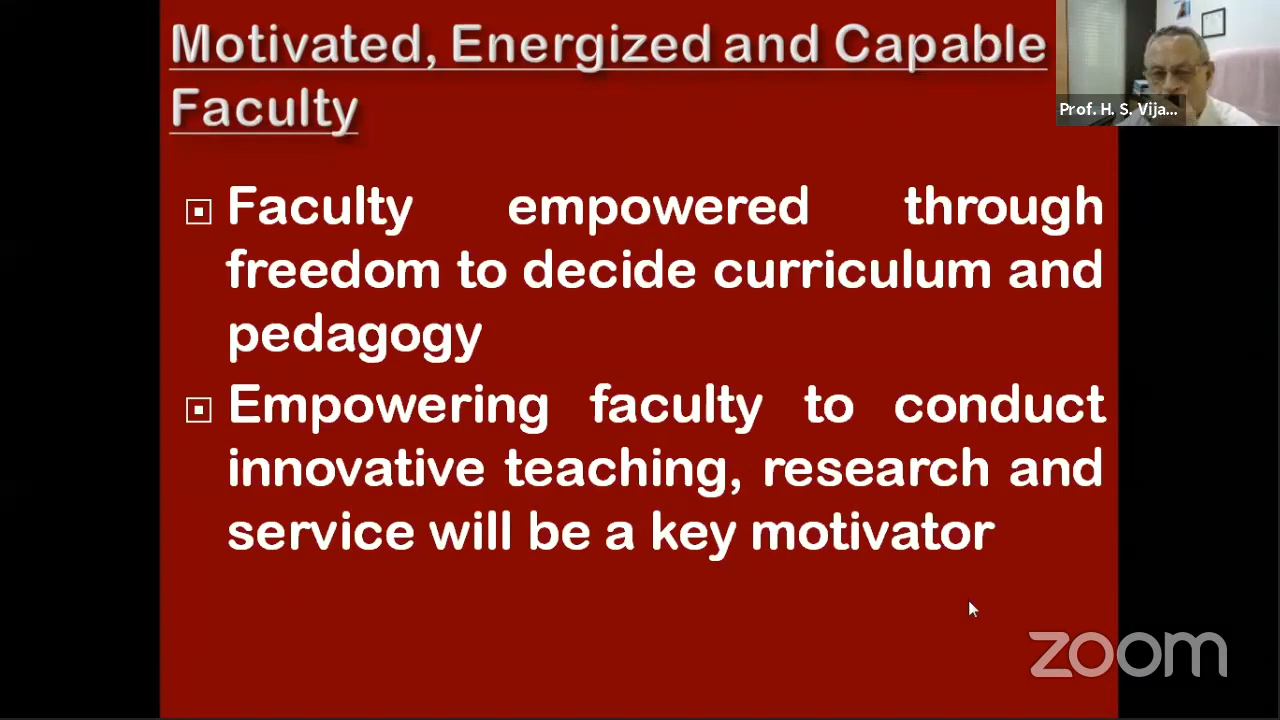 Motivated, Energized and Capable
Faculty
Prof. H. S. Vija...
Faculty empowered through
freedom to decide curriculum and
pedagogy
Empowering faculty to conduct
innovative teaching, research and
service will be a key motivator
zoom